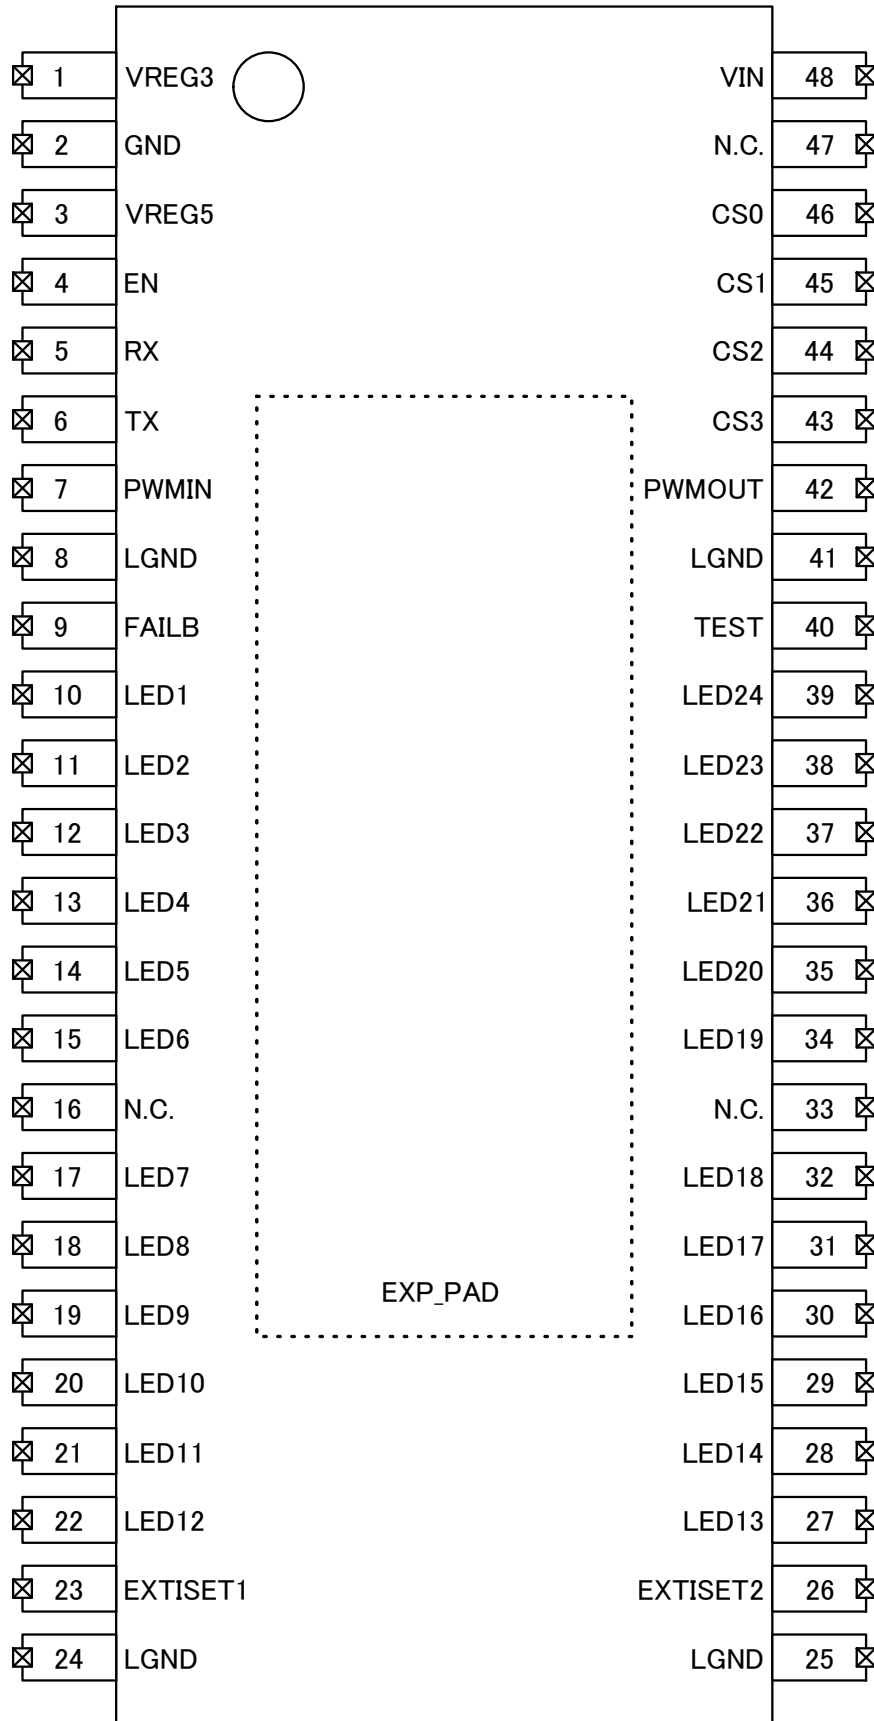 1 VREG3 VIN 48
2 GND N.C. 47
3 VREG5 CS0 46
4 EN CS1 45
5 RX CS2 44
6 TX CS3 43
7 PWMIN PWMOUT 42
8 LGND LGND 41
9 FAILB TEST 40
10 LED1 LED24 39
11 LED2 LED23 38
12 LED3 LED22 37
13 LED4 LED21 36
14 LED5 LED20 35
15 LED6 LED19 34
16 N.C. N.C. 33
17 LED7 LED18 32
18 LED8 LED17 31
EXP_PAD
19 LED9 LED16 30
20 LED10 LED15 29
21 LED11 LED14 28
22 LED12 LED13 27
23 EXTISET1 EXTISET2 26
24 LGND LGND 25